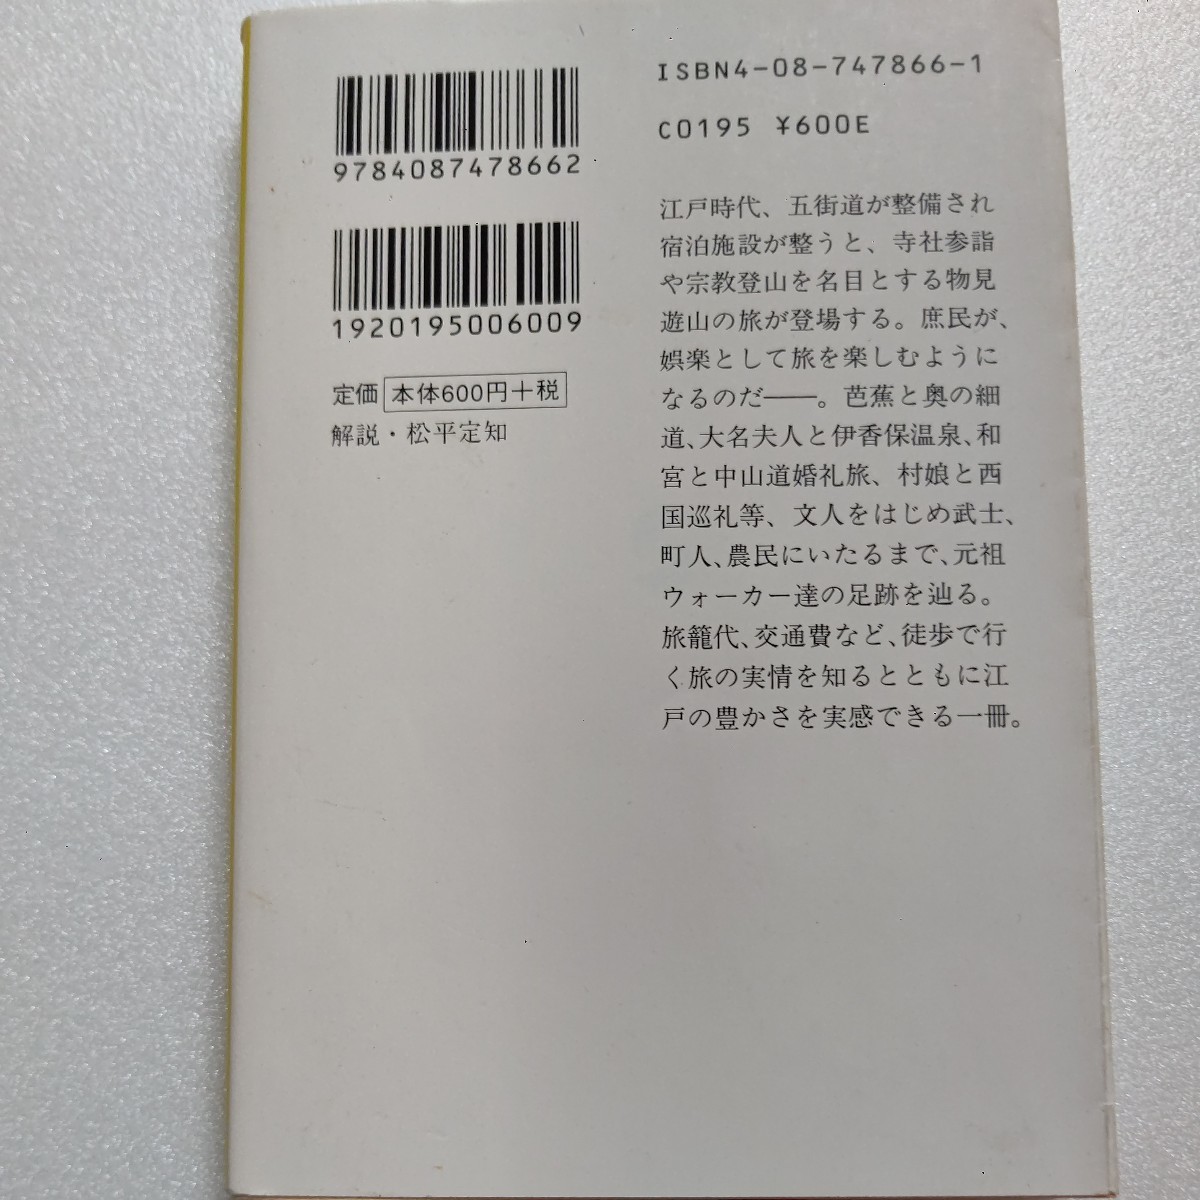 9784087478662
1920195006009
定価 本体600円+税
解説・松平定知
ISBN4-08-747866-1
C0195 ¥600E
江戸時代、五街道が整備され
宿泊施設が整うと、寺社参詣
や宗教登山を名目とする物見
遊山の旅が登場する。庶民が、
娯楽として旅を楽しむように
なるのだ――。芭蕉と奥の細
道、大名夫人と伊香保温泉、和
宮と中山道婚礼旅、村娘と西
国巡礼等、文人をはじめ武士、
町人、農民にいたるまで、元祖
ウォーカー達の足跡を辿る。
旅籠代、交通費など、徒歩で行
く旅の実情を知るとともに江
戸の豊かさを実感できる一冊。